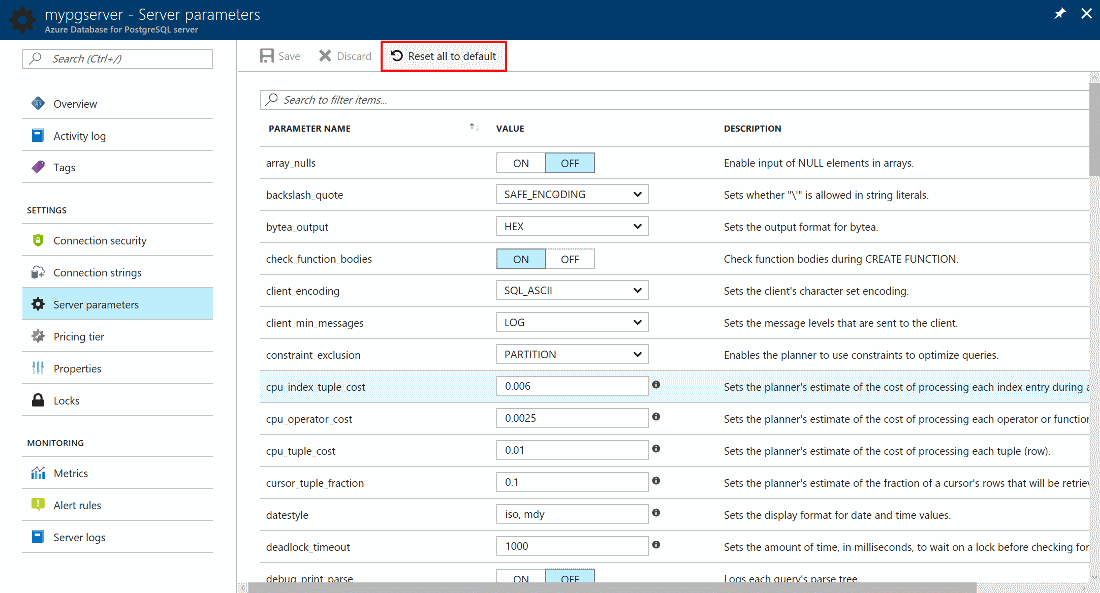 mypgserver - Server parameters
Azure Database for PostgreSQL server
Search (Ctrl+/)
Overview
Activity log
Tags
SETTINGS
Connection security
Connection strings
Server parameters
Pricing tier
Properties
Locks
MONITORING
Metrics
Alert rules
Server logs
Save Discard Reset all to default
Search to filter items...
PARAMETER NAME VALUE DESCRIPTION
array_nulls ON OFF Enable input of NULL elements in arrays.
backslash_quote SAFE_ENCODING Sets whether "\'" is allowed in string literals.
bytea_output HEX Sets the output format for bytea.
check_function_bodies ON OFF Check function bodies during CREATE FUNCTION.
client_encoding SQL_ASCII Sets the client's character set encoding.
client_min_messages LOG Sets the message levels that are sent to the client.
constraint_exclusion PARTITION Enables the planner to use constraints to optimize queries.
cpu_index_tuple_cost 0.006 Sets the planner's estimate of the cost of processing each index entry during a
cpu_operator_cost 0.0025 Sets the planner's estimate of the cost of processing each operator or function
cpu_tuple_cost 0.01 Sets the planner's estimate of the cost of processing each tuple (row).
cursor_tuple_fraction 0.1 Sets the planner's estimate of the fraction of a cursor's rows that will be retrie
datestyle iso, mdy Sets the display format for date and time values.
deadlock_timeout 1000 Sets the amount of time, in milliseconds, to wait on a lock before checking for
debug_print_parse ON OFF Logs each query's parse tree.